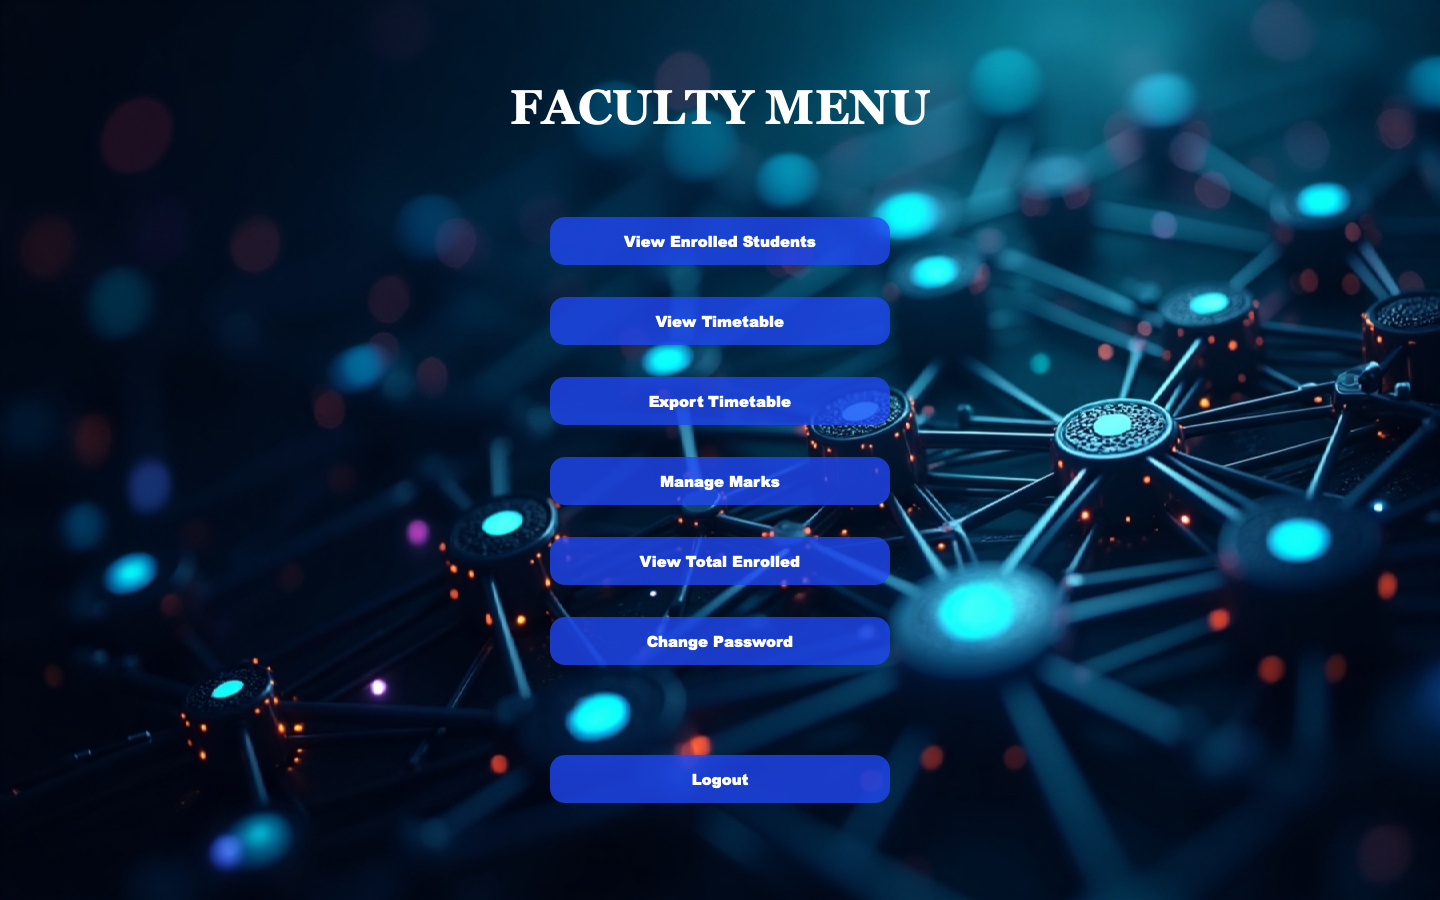 FACULTY MENU
View Enrolled Students
View Timetable
Export Timetable
Manage Marks
View Total Enrolled
Change Password
Logout